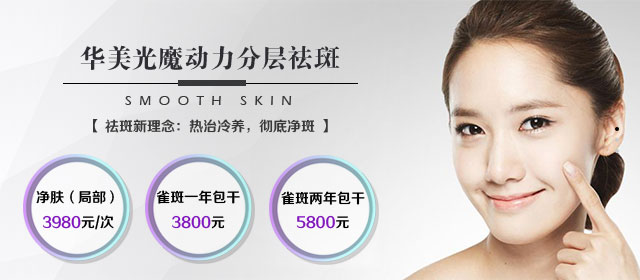 华美光魔动力分层祛斑
SMOOTH SKIN
【 祛斑新理念：热治冷养，彻底净斑 】
净肤（局部）
3980元/次
雀斑一年包干
3800元
雀斑两年包干
5800元